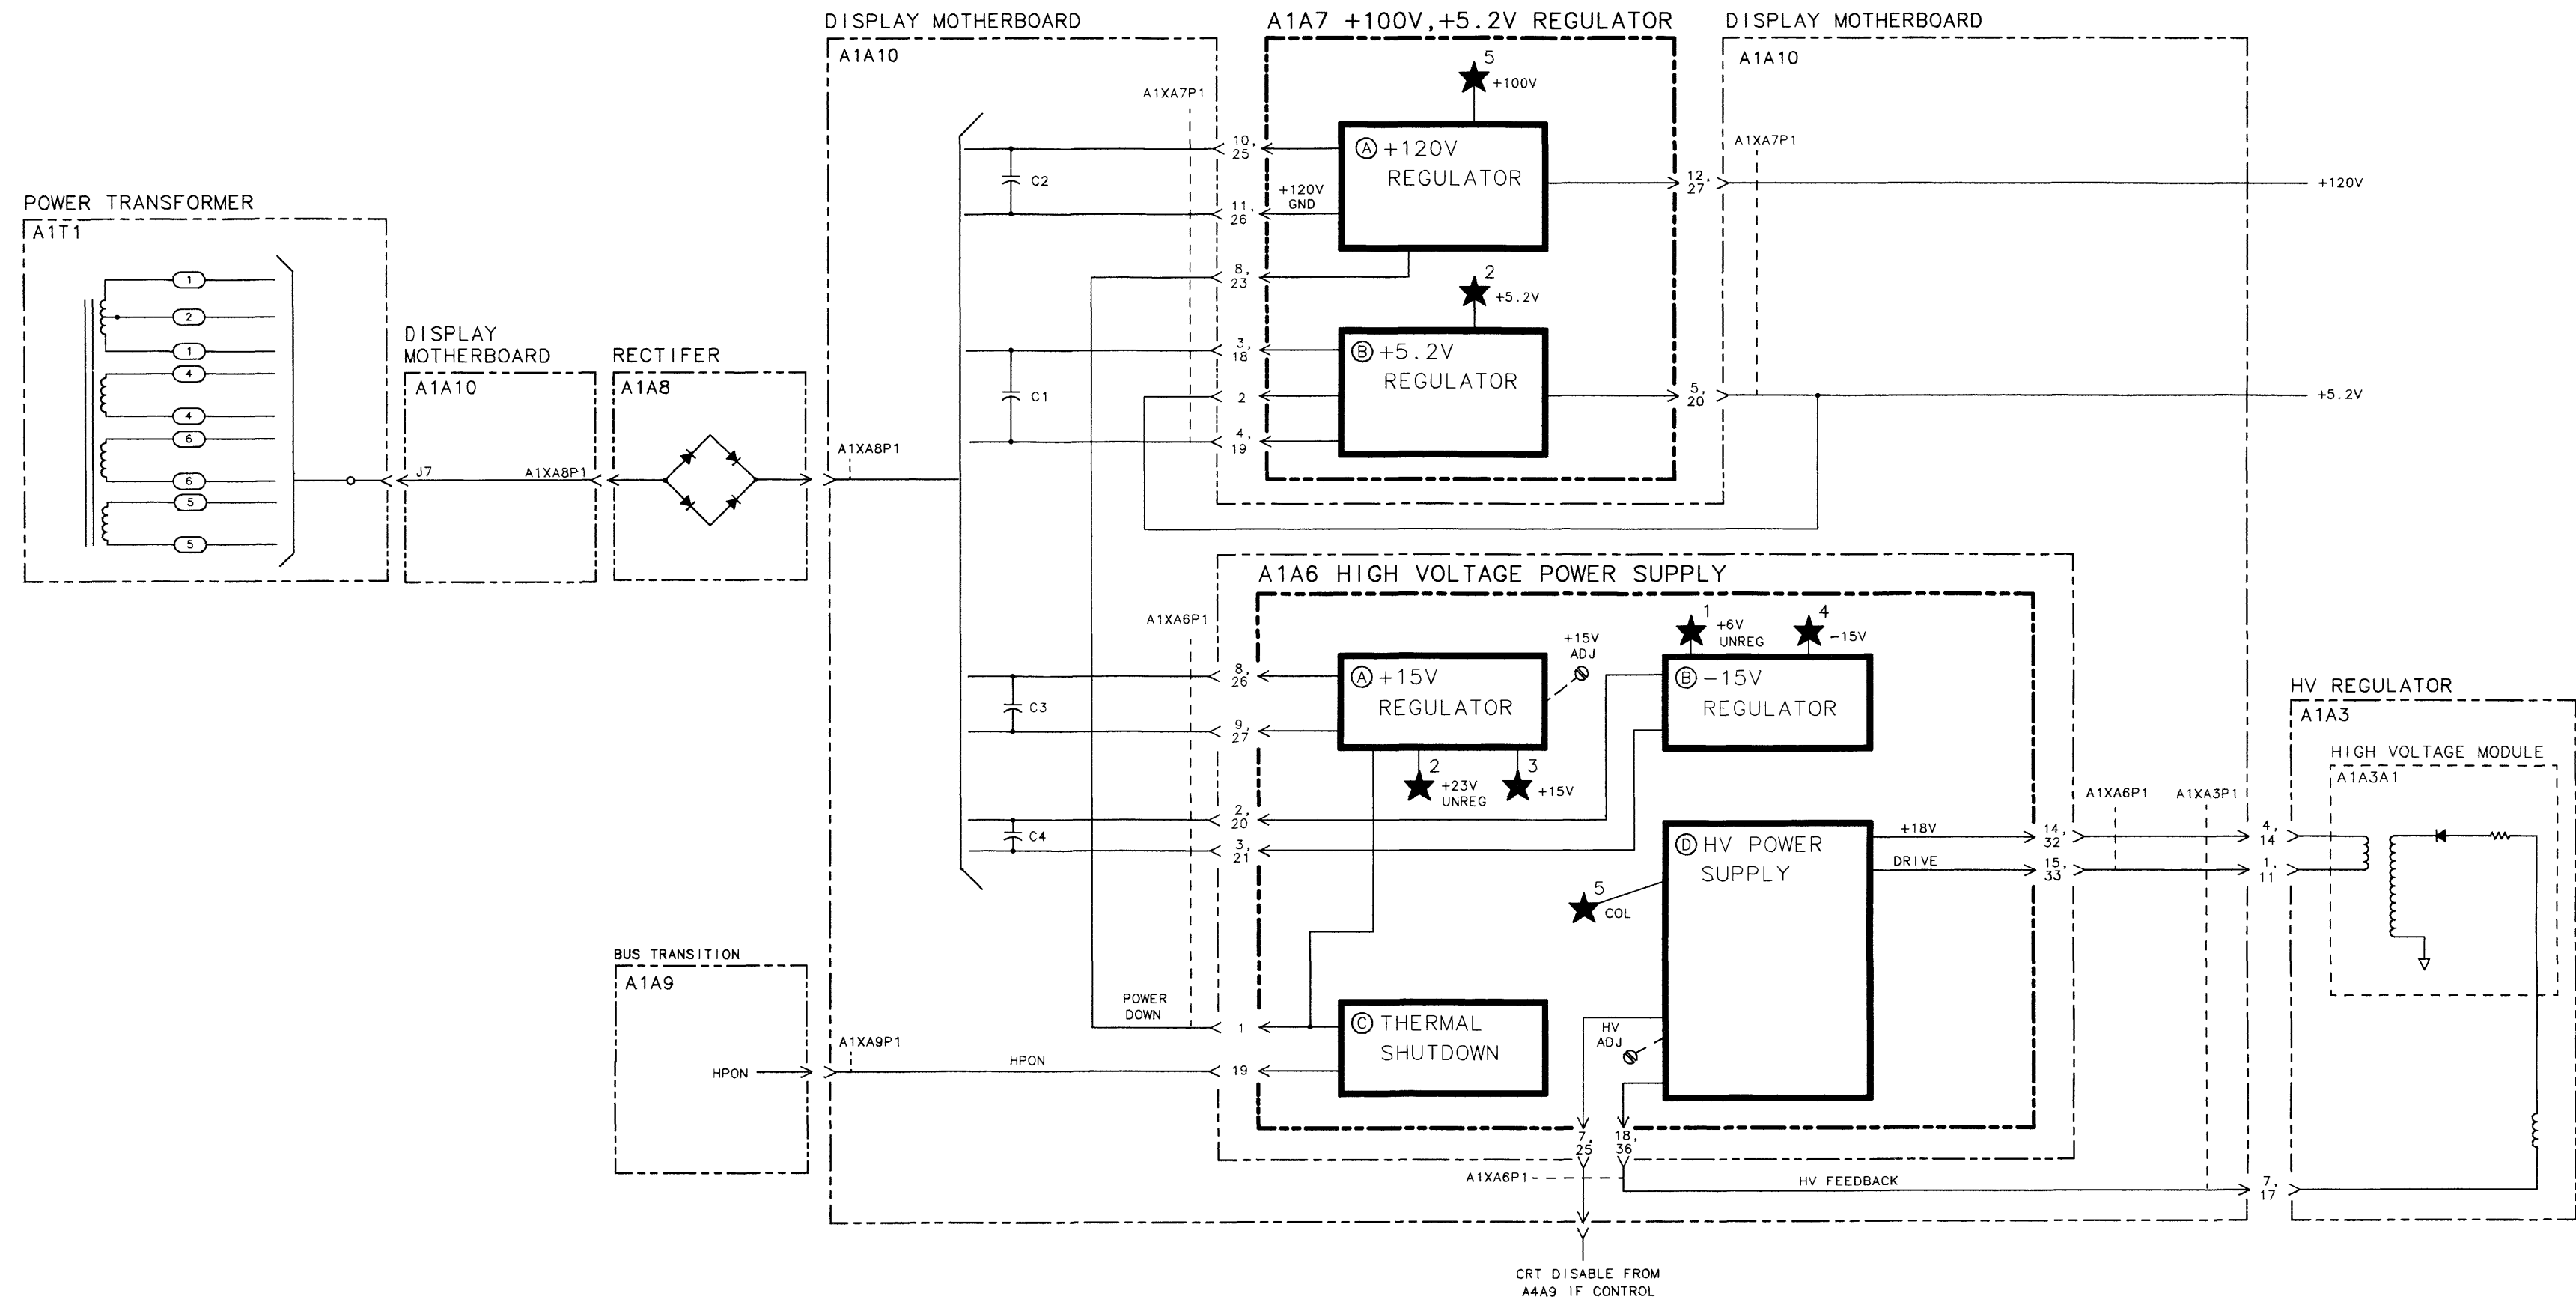 DISPLAY MOTHERBOARD
A1A10
A1A7 +100V,+5.2V REGULATOR
DISPLAY MOTHERBOARD
A1A10
5
+100V
A1XA7P1
10,
25
C2
Ⓐ +120V
REGULATOR
A1XA7P1
12,
27
+120V
+120V
GND
11,
26
8,
23
2
+5.2V
3,
18
C1
2
4,
19
Ⓑ +5.2V
REGULATOR
5,
20
+5.2V
POWER TRANSFORMER
A1T1
1
2
1
4
4
6
6
5
5
DISPLAY
MOTHERBOARD
A1A10
J7
A1XA8P1
RECTIFER
A1A8
A1XA8P1
A1A6 HIGH VOLTAGE POWER SUPPLY
A1XA6P1
8,
26
C3
9,
27
Ⓐ +15V
REGULATOR
+15V
ADJ
2
+23V
UNREG
3
+15V
1
+6V
UNREG
4
-15V
Ⓑ -15V
REGULATOR
2,
20
C4
3,
21
Ⓓ HV POWER
SUPPLY
5
COL
+18V
DRIVE
14,
32
15,
33
A1XA6P1
A1XA3P1
4,
14
1,
11
HV REGULATOR
A1A3
HIGH VOLTAGE MODULE
A1A3A1
BUS TRANSITION
A1A9
HPON
A1XA9P1
HPON
POWER
DOWN
1
19
Ⓒ THERMAL
SHUTDOWN
HV
ADJ
7,
25
18,
36
A1XA6P1
HV FEEDBACK
7,
17
CRT DISABLE FROM
A4A9 IF CONTROL